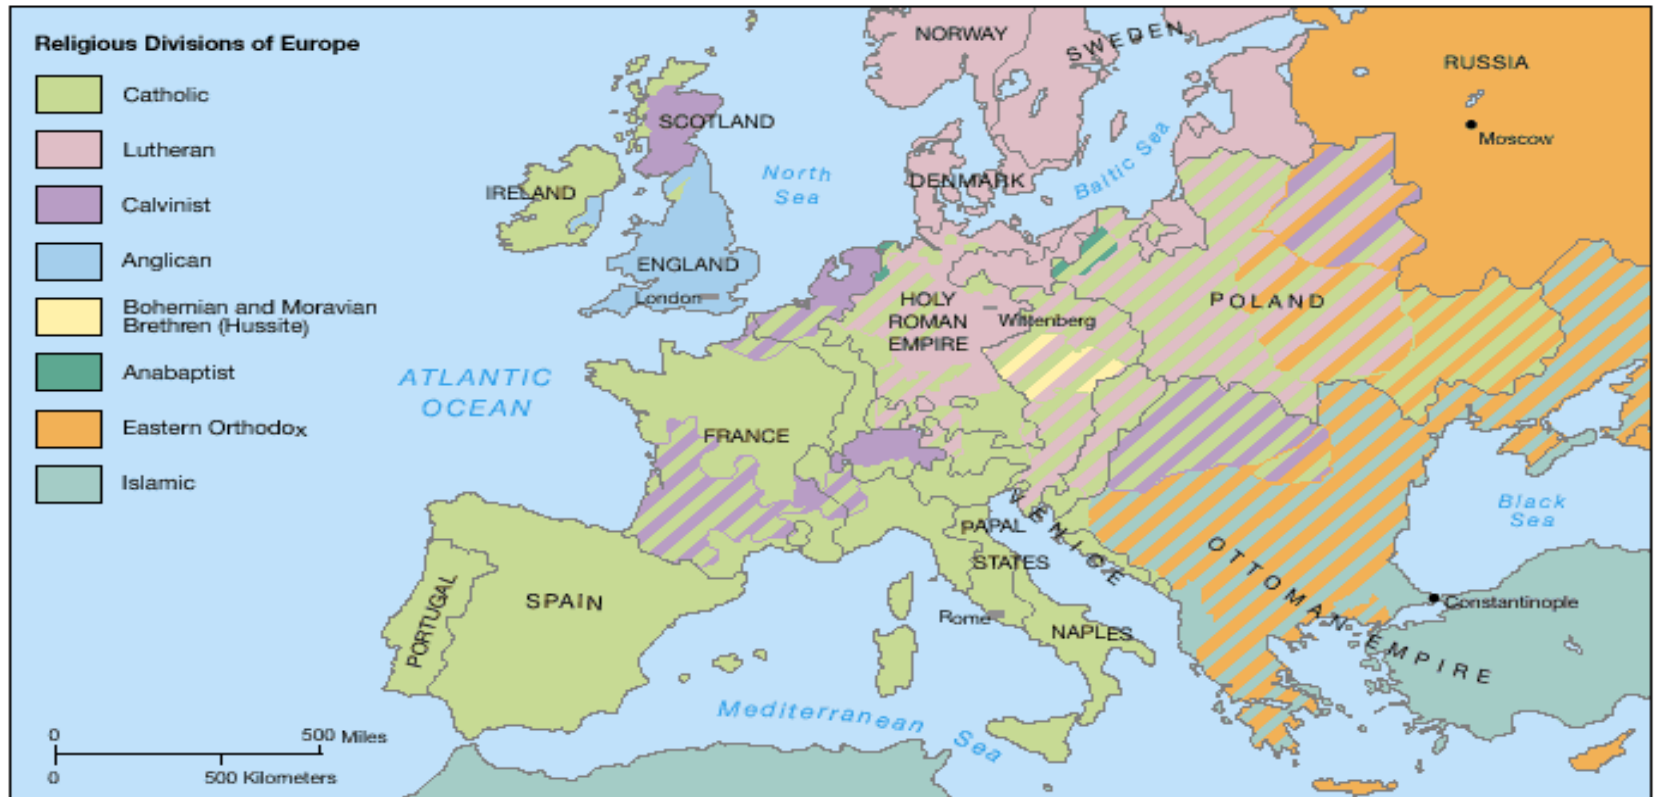 Religious Divisions of Europe
Catholic
Lutheran
Calvinist
Anglican
Bohemian and Moravian
Brethren (Hussite)
Anabaptist
Eastern Orthodox
Islamic
NORWAY
SWEDEN
RUSSIA
Moscow
SCOTLAND
North
Sea
Baltic Sea
DENMARK
IRELAND
ENGLAND
London
HOLY
ROMAN
EMPIRE
Wittenberg
POLAND
ATLANTIC
OCEAN
FRANCE
VENICE
PAPAL
STATES
Black
Sea
OTTOMAN EMPIRE
Constantinople
PORTUGAL
SPAIN
Rome
NAPLES
Mediterranean Sea
0 500 Miles
0 500 Kilometers